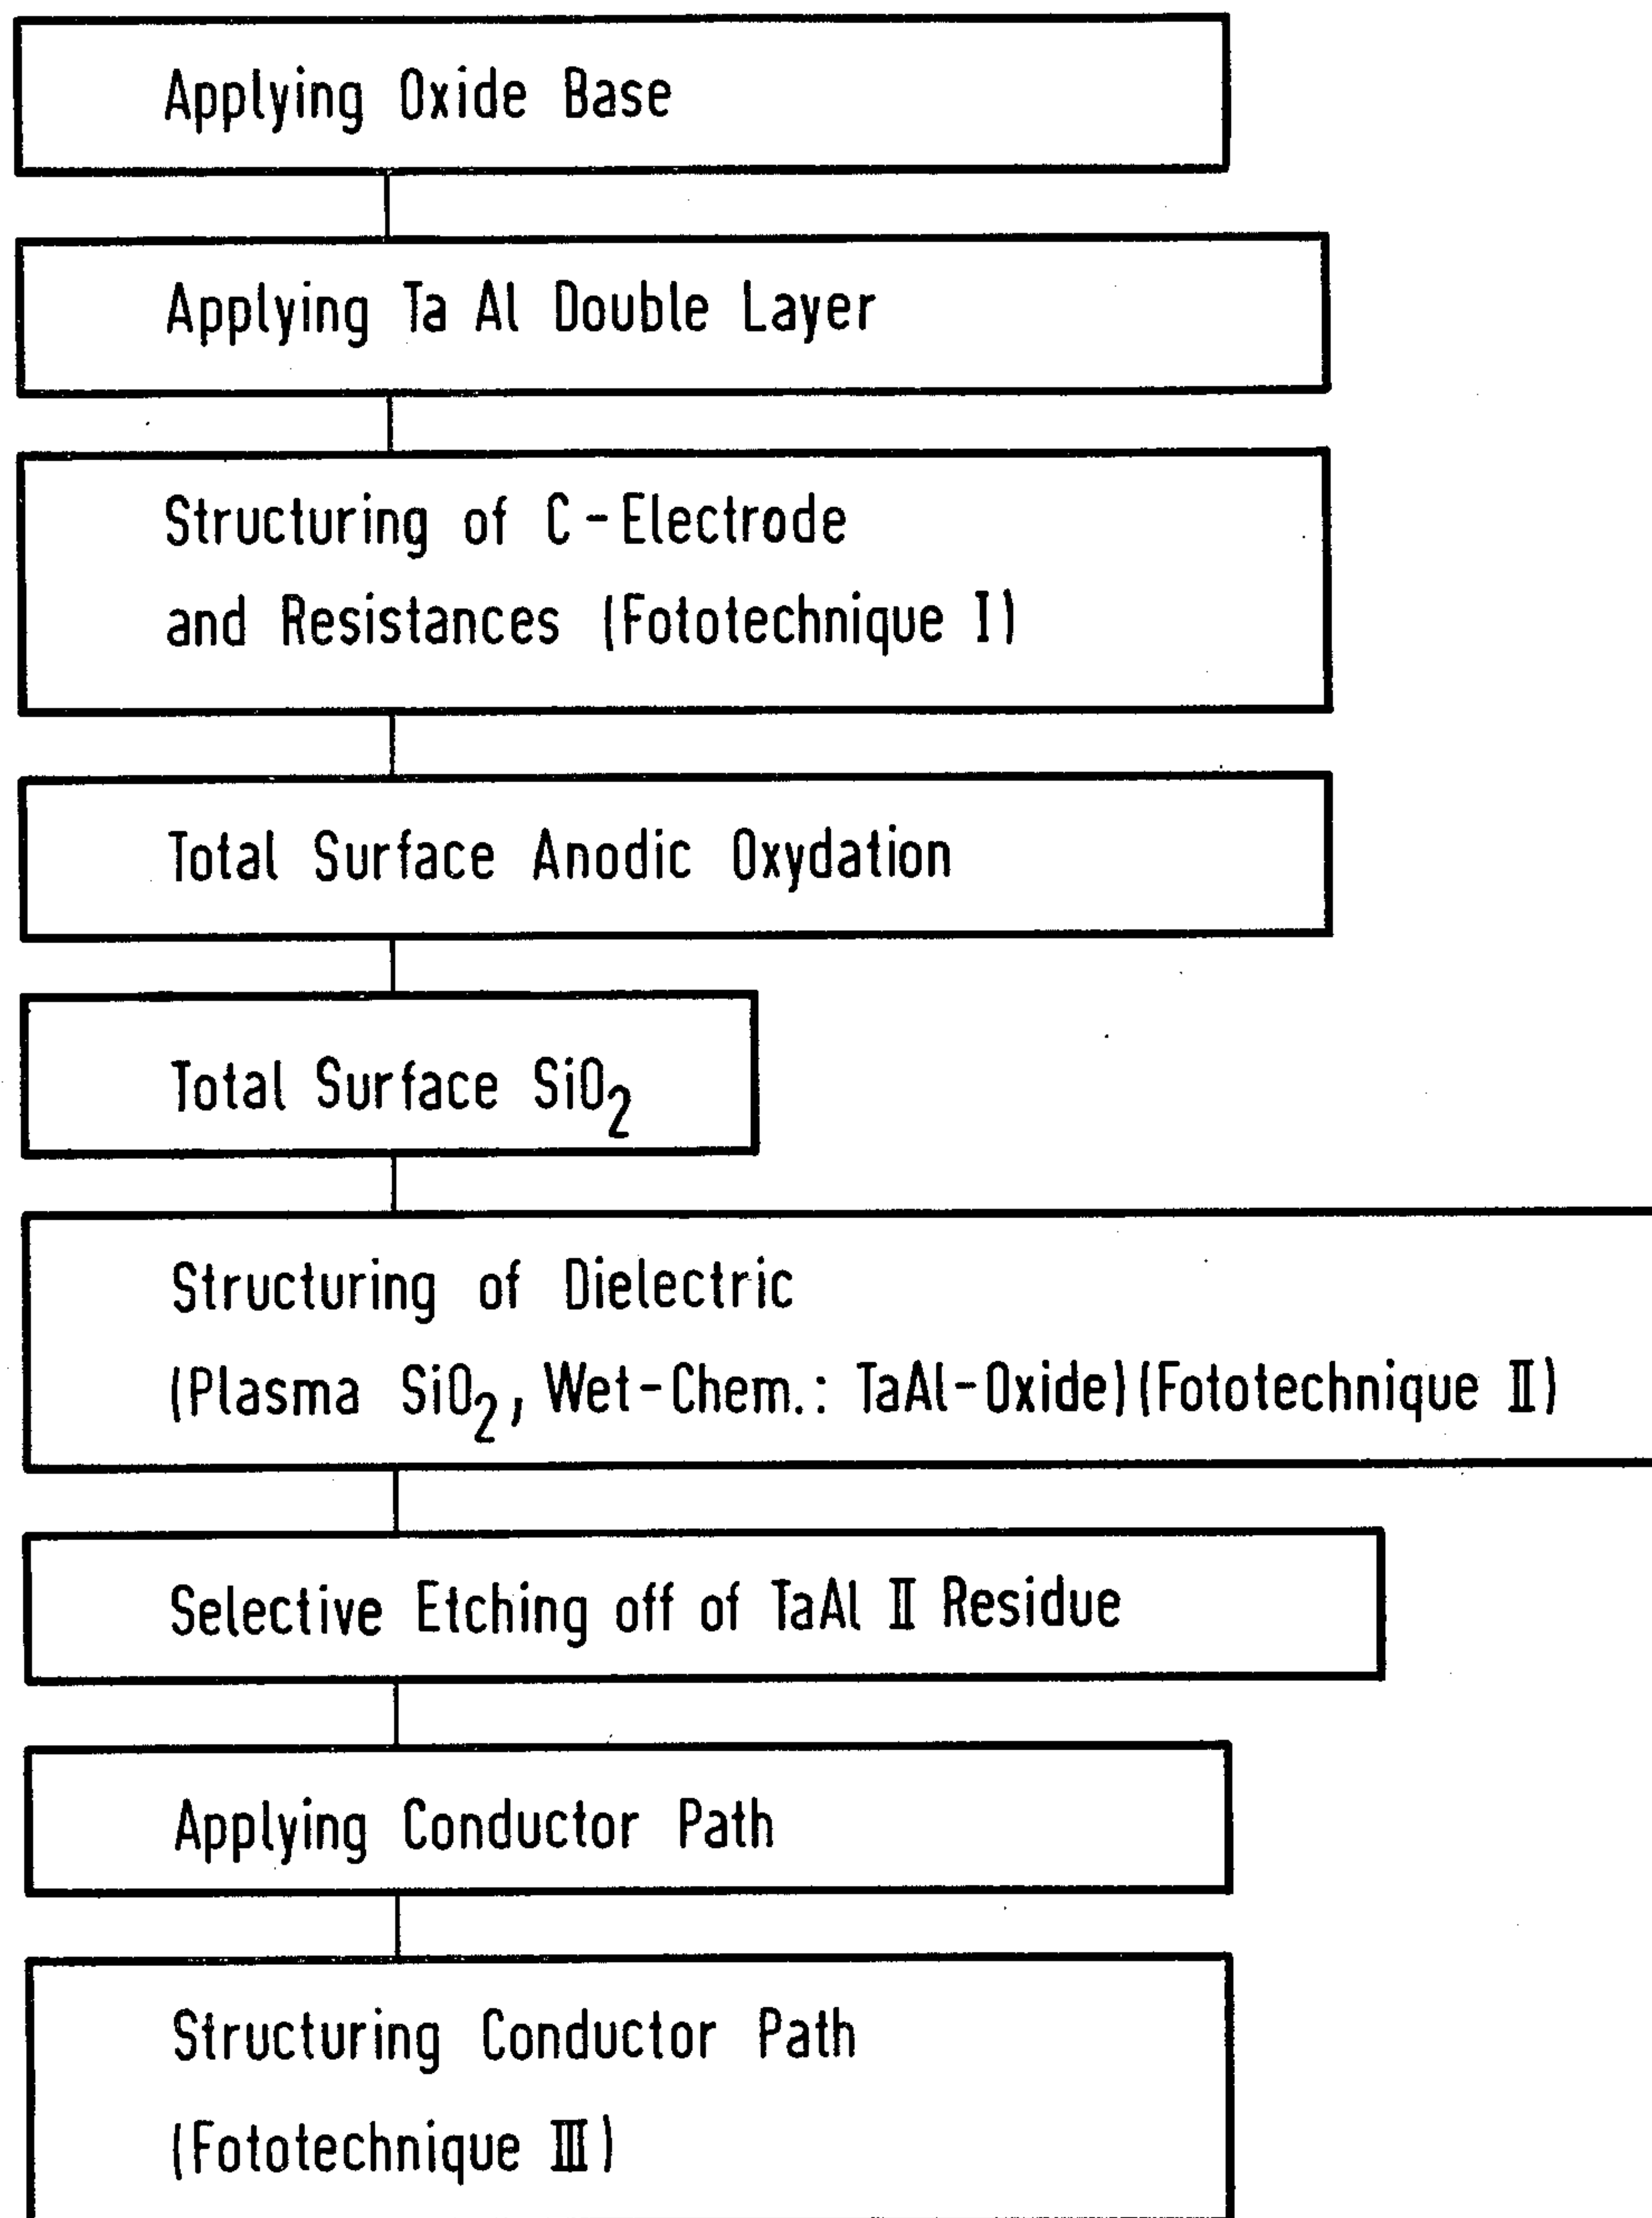 Applying Oxide Base
Applying Ta Al Double Layer
Structuring of C-Electrode
and Resistances (Fototechnique I)
Total Surface Anodic Oxydation
Total Surface SiO₂
Structuring of Dielectric
(Plasma SiO₂, Wet-Chem.: TaAl-Oxide)(Fototechnique II)
Selective Etching off of TaAl II Residue
Applying Conductor Path
Structuring Conductor Path
(Fototechnique III)